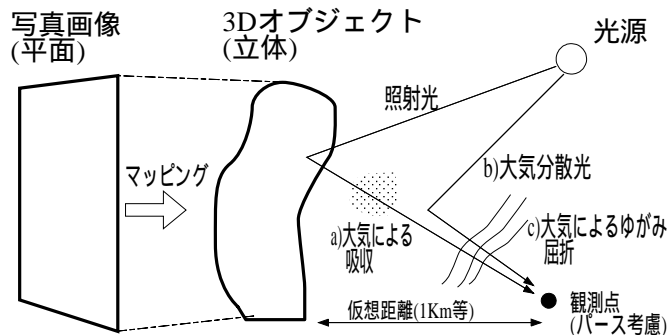 写真画像
(平面)
3Dオブジェクト
(立体)
光源
照射光
マッピング
b)大気分散光
a)大気による
吸収
c)大気によるゆがみ
屈折
仮想距離(1Km等)
観測点
(パース考慮)